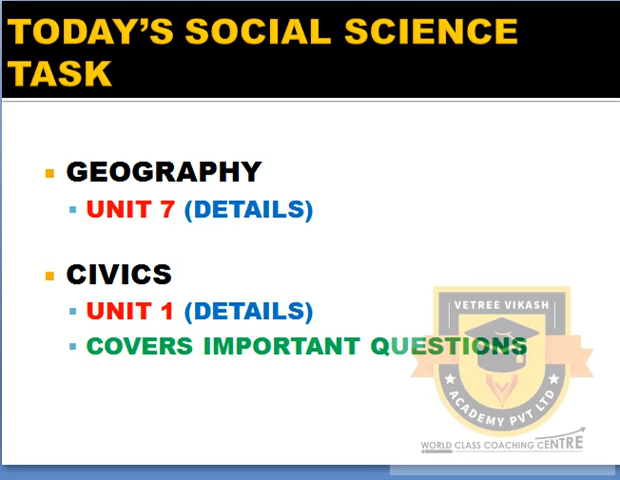 TODAY'S SOCIAL SCIENCE
TASK
GEOGRAPHY
UNIT 7 (DETAILS)
CIVICS
UNIT 1 (DETAILS)
COVERS IMPORTANT QUESTIONS
VETREE VIKASH
ACADEMY PVT LTD
WORLD CLASS COACHING CENTRE